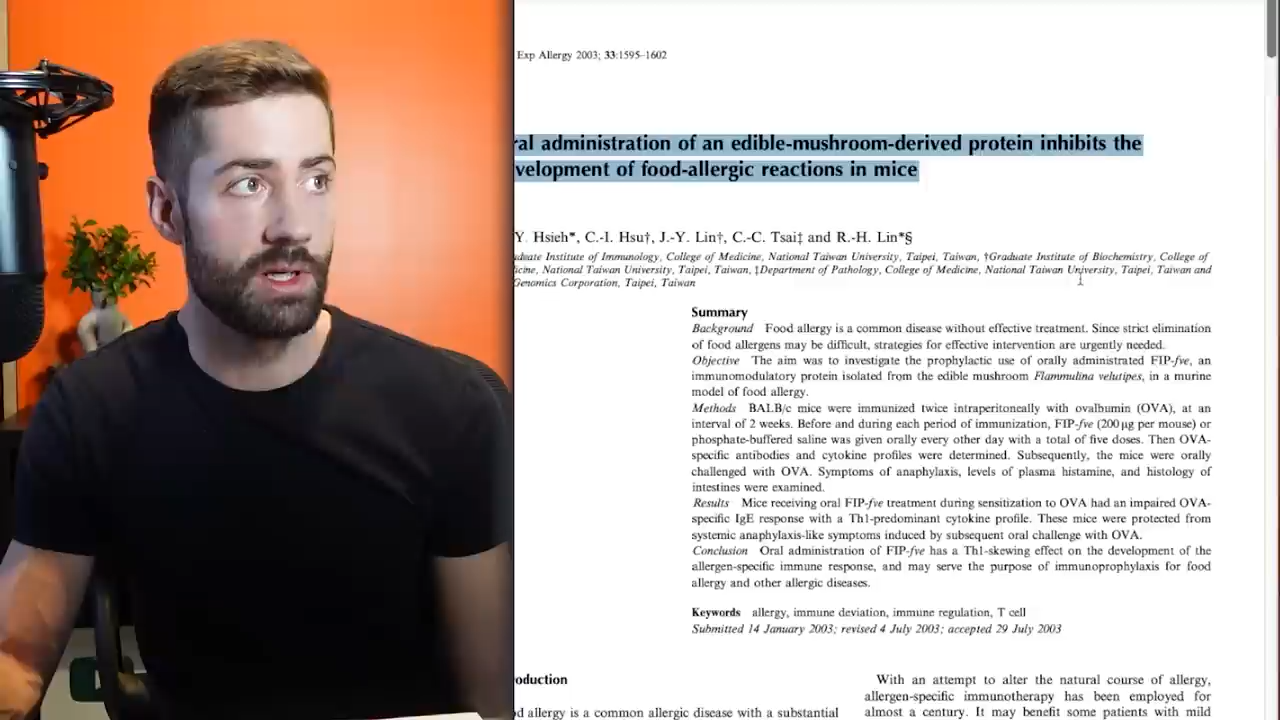 Exp Allergy 2003; 33:1595–1602
ral administration of an edible-mushroom-derived protein inhibits the
velopment of food-allergic reactions in mice
Y. Hsieh*, C.-I. Hsu†, J.-Y. Lin†, C.-C. Tsai‡ and R.-H. Lin*§
duate Institute of Immunology, College of Medicine, National Taiwan University, Taipei, Taiwan, †Graduate Institute of Biochemistry, College of
icine, National Taiwan University, Taipei, Taiwan, ‡Department of Pathology, College of Medicine, National Taiwan University, Taipei, Taiwan and
Genomics Corporation, Taipei, Taiwan
Summary
Background Food allergy is a common disease without effective treatment. Since strict elimination
of food allergens may be difficult, strategies for effective intervention are urgently needed.
Objective The aim was to investigate the prophylactic use of orally administrated FIP-fve, an
immunomodulatory protein isolated from the edible mushroom Flammulina velutipes, in a murine
model of food allergy.
Methods BALB/c mice were immunized twice intraperitoneally with ovalbumin (OVA), at an
interval of 2 weeks. Before and during each period of immunization, FIP-fve (200 µg per mouse) or
phosphate-buffered saline was given orally every other day with a total of five doses. Then OVA-
specific antibodies and cytokine profiles were determined. Subsequently, the mice were orally
challenged with OVA. Symptoms of anaphylaxis, levels of plasma histamine, and histology of
intestines were examined.
Results Mice receiving oral FIP-fve treatment during sensitization to OVA had an impaired OVA-
specific IgE response with a Th1-predominant cytokine profile. These mice were protected from
systemic anaphylaxis-like symptoms induced by subsequent oral challenge with OVA.
Conclusion Oral administration of FIP-fve has a Th1-skewing effect on the development of the
allergen-specific immune response, and may serve the purpose of immunoprophylaxis for food
allergy and other allergic diseases.
Keywords allergy, immune deviation, immune regulation, T cell
Submitted 14 January 2003; revised 4 July 2003; accepted 29 July 2003
oduction
d allergy is a common allergic disease with a substantial
With an attempt to alter the natural course of allergy,
allergen-specific immunotherapy has been employed for
almost a century. It may benefit some patients with mild